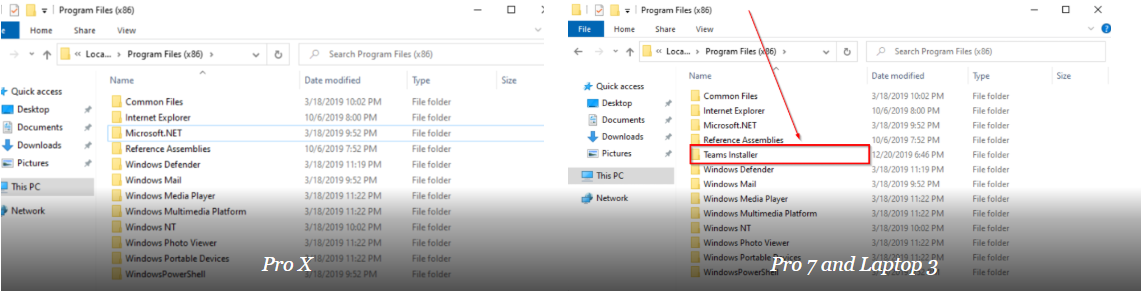 Program Files (x86)
e Home Share View
« Loca... › Program Files (x86) › Search Program Files (x86)
Name Date modified Type Size
Quick access
Desktop
Documents
Downloads
Pictures
This PC
Network
Common Files 3/18/2019 10:02 PM File folder
Internet Explorer 10/6/2019 8:00 PM File folder
Microsoft.NET 3/18/2019 9:52 PM File folder
Reference Assemblies 10/6/2019 7:52 PM File folder
Windows Defender 3/18/2019 11:19 PM File folder
Windows Mail 3/18/2019 9:52 PM File folder
Windows Media Player 3/18/2019 11:22 PM File folder
Windows Multimedia Platform 3/18/2019 11:22 PM File folder
Windows NT 3/18/2019 10:02 PM File folder
Windows Photo Viewer 3/18/2019 11:22 PM File folder
Windows Portable Devices 3/18/2019 11:22 PM File folder
WindowsPowerShell 3/18/2019 9:52 PM File folder
Pro X
Program Files (x86)
File Home Share View
« Loca... › Program Files (x86) › Search Program Files (x86)
Name Date modified Type Size
Quick access
Desktop
Documents
Downloads
Pictures
This PC
Network
Common Files 3/18/2019 10:02 PM File folder
Internet Explorer 10/6/2019 8:00 PM File folder
Microsoft.NET 3/18/2019 9:52 PM File folder
Reference Assemblies 10/6/2019 7:52 PM File folder
Teams Installer 12/20/2019 6:46 PM File folder
Windows Defender 3/18/2019 11:19 PM File folder
Windows Mail 3/18/2019 9:52 PM File folder
Windows Media Player 3/18/2019 11:22 PM File folder
Windows Multimedia Platform 3/18/2019 11:22 PM File folder
Windows NT 3/18/2019 10:02 PM File folder
Windows Photo Viewer 3/18/2019 11:22 PM File folder
Windows Portable Devices 3/18/2019 11:22 PM File folder
WindowsPowerShell 3/18/2019 9:52 PM File folder
Pro 7 and Laptop 3